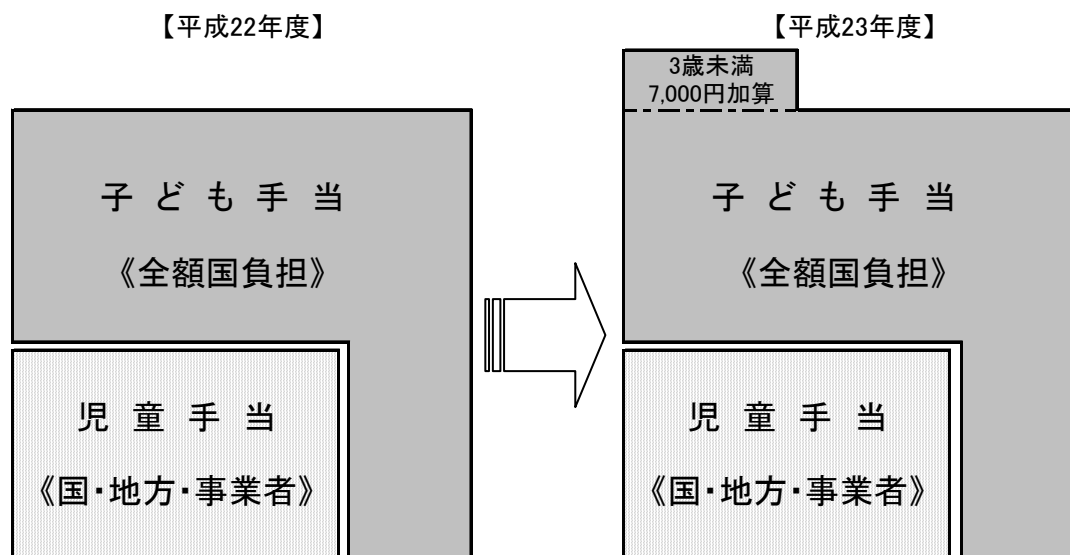 【平成22年度】
子ども手当
《全額国負担》
児童手当
《国・地方・事業者》
【平成23年度】
3歳未満
7,000円加算
子ども手当
《全額国負担》
児童手当
《国・地方・事業者》